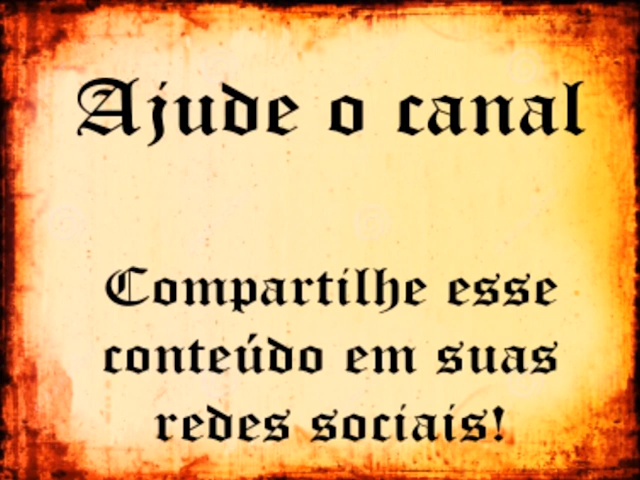 Ajude o canal
Compartilhe esse
conteúdo em suas
redes sociais!